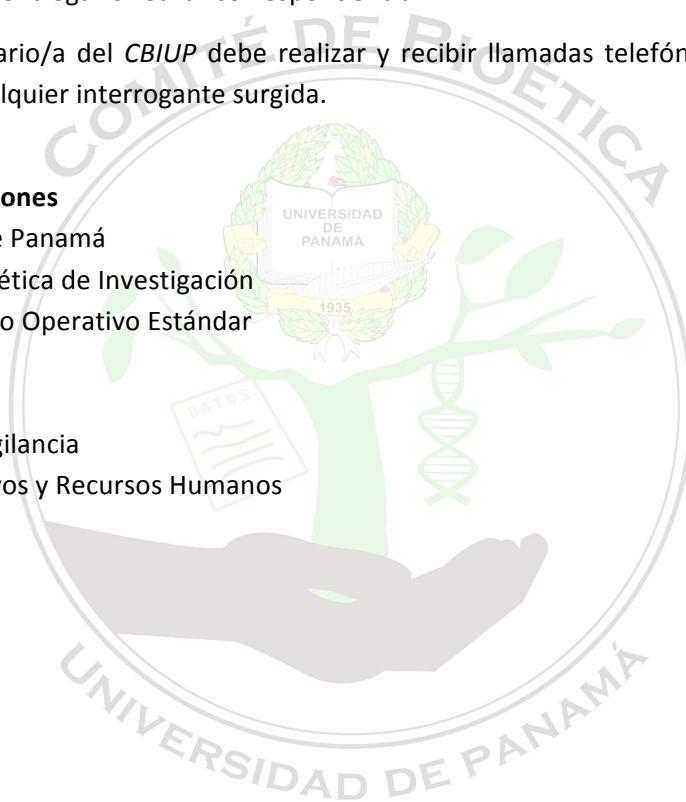 ario/a del CBIUP debe realizar y recibir llamadas telefón
lquier interrogante surgida.
COMITÉ DE BIOÉTICA
ones
UNIVERSIDAD
DE
PANAMÁ
e Panamá
ética de Investigación
1935
o Operativo Estándar
DATOS
gilancia
vos y Recursos Humanos
UNIVERSIDAD DE PANAMÁ